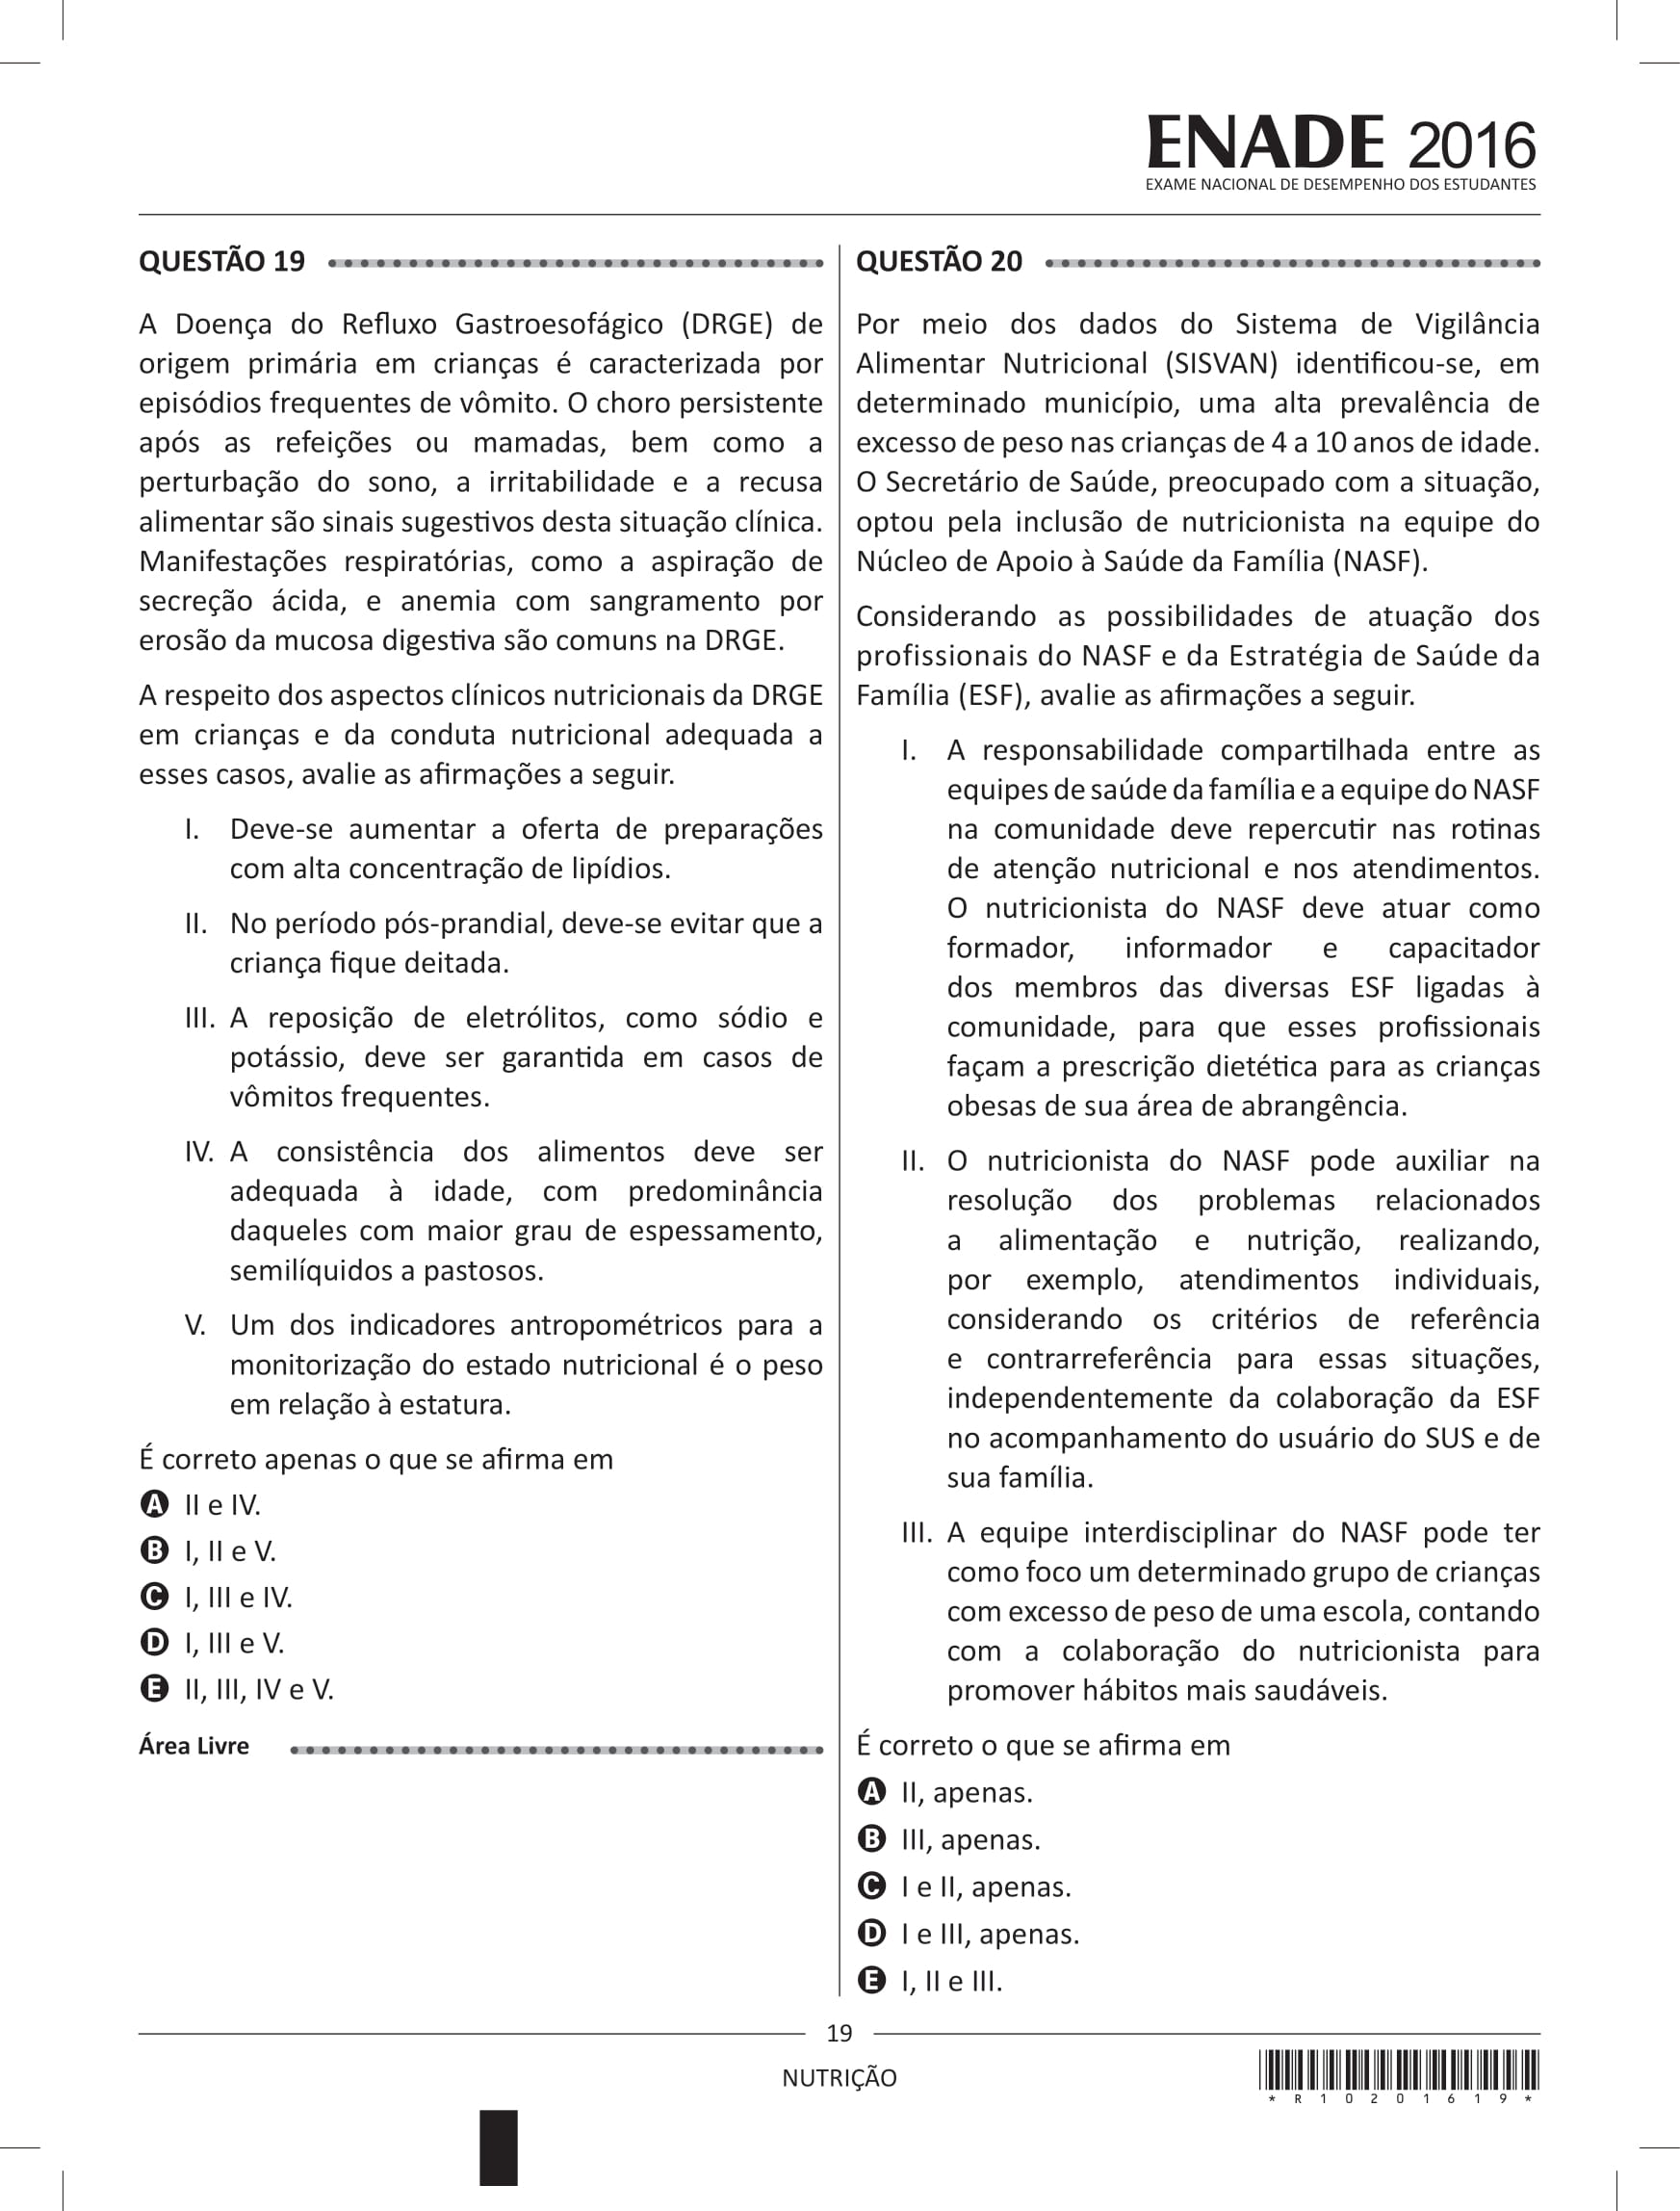 ENADE 2016
EXAME NACIONAL DE DESEMPENHO DOS ESTUDANTES
QUESTÃO 19
A Doença do Refluxo Gastroesofágico (DRGE) de
origem primária em crianças é caracterizada por
episódios frequentes de vômito. O choro persistente
após as refeições ou mamadas, bem como a
perturbação do sono, a irritabilidade e a recusa
alimentar são sinais sugestivos desta situação clínica.
Manifestações respiratórias, como a aspiração de
secreção ácida, e anemia com sangramento por
erosão da mucosa digestiva são comuns na DRGE.
A respeito dos aspectos clínicos nutricionais da DRGE
em crianças e da conduta nutricional adequada a
esses casos, avalie as afirmações a seguir.
I. Deve-se aumentar a oferta de preparações
com alta concentração de lipídios.
II. No período pós-prandial, deve-se evitar que a
criança fique deitada.
III. A reposição de eletrólitos, como sódio e
potássio, deve ser garantida em casos de
vômitos frequentes.
IV. A consistência dos alimentos deve ser
adequada à idade, com predominância
daqueles com maior grau de espessamento,
semilíquidos a pastosos.
V. Um dos indicadores antropométricos para a
monitorização do estado nutricional é o peso
em relação à estatura.
É correto apenas o que se afirma em
A II e IV.
B I, II e V.
C I, III e IV.
D I, III e V.
E II, III, IV e V.
Área Livre
QUESTÃO 20
Por meio dos dados do Sistema de Vigilância
Alimentar Nutricional (SISVAN) identificou-se, em
determinado município, uma alta prevalência de
excesso de peso nas crianças de 4 a 10 anos de idade.
O Secretário de Saúde, preocupado com a situação,
optou pela inclusão de nutricionista na equipe do
Núcleo de Apoio à Saúde da Família (NASF).
Considerando as possibilidades de atuação dos
profissionais do NASF e da Estratégia de Saúde da
Família (ESF), avalie as afirmações a seguir.
I. A responsabilidade compartilhada entre as
equipes de saúde da família e a equipe do NASF
na comunidade deve repercutir nas rotinas
de atenção nutricional e nos atendimentos.
O nutricionista do NASF deve atuar como
formador, informador e capacitador
dos membros das diversas ESF ligadas à
comunidade, para que esses profissionais
façam a prescrição dietética para as crianças
obesas de sua área de abrangência.
II. O nutricionista do NASF pode auxiliar na
resolução dos problemas relacionados
a alimentação e nutrição, realizando,
por exemplo, atendimentos individuais,
considerando os critérios de referência
e contrarreferência para essas situações,
independentemente da colaboração da ESF
no acompanhamento do usuário do SUS e de
sua família.
III. A equipe interdisciplinar do NASF pode ter
como foco um determinado grupo de crianças
com excesso de peso de uma escola, contando
com a colaboração do nutricionista para
promover hábitos mais saudáveis.
É correto o que se afirma em
A II, apenas.
B III, apenas.
C I e II, apenas.
D I e III, apenas.
E I, II e III.
19
NUTRIÇÃO
*R10201619*